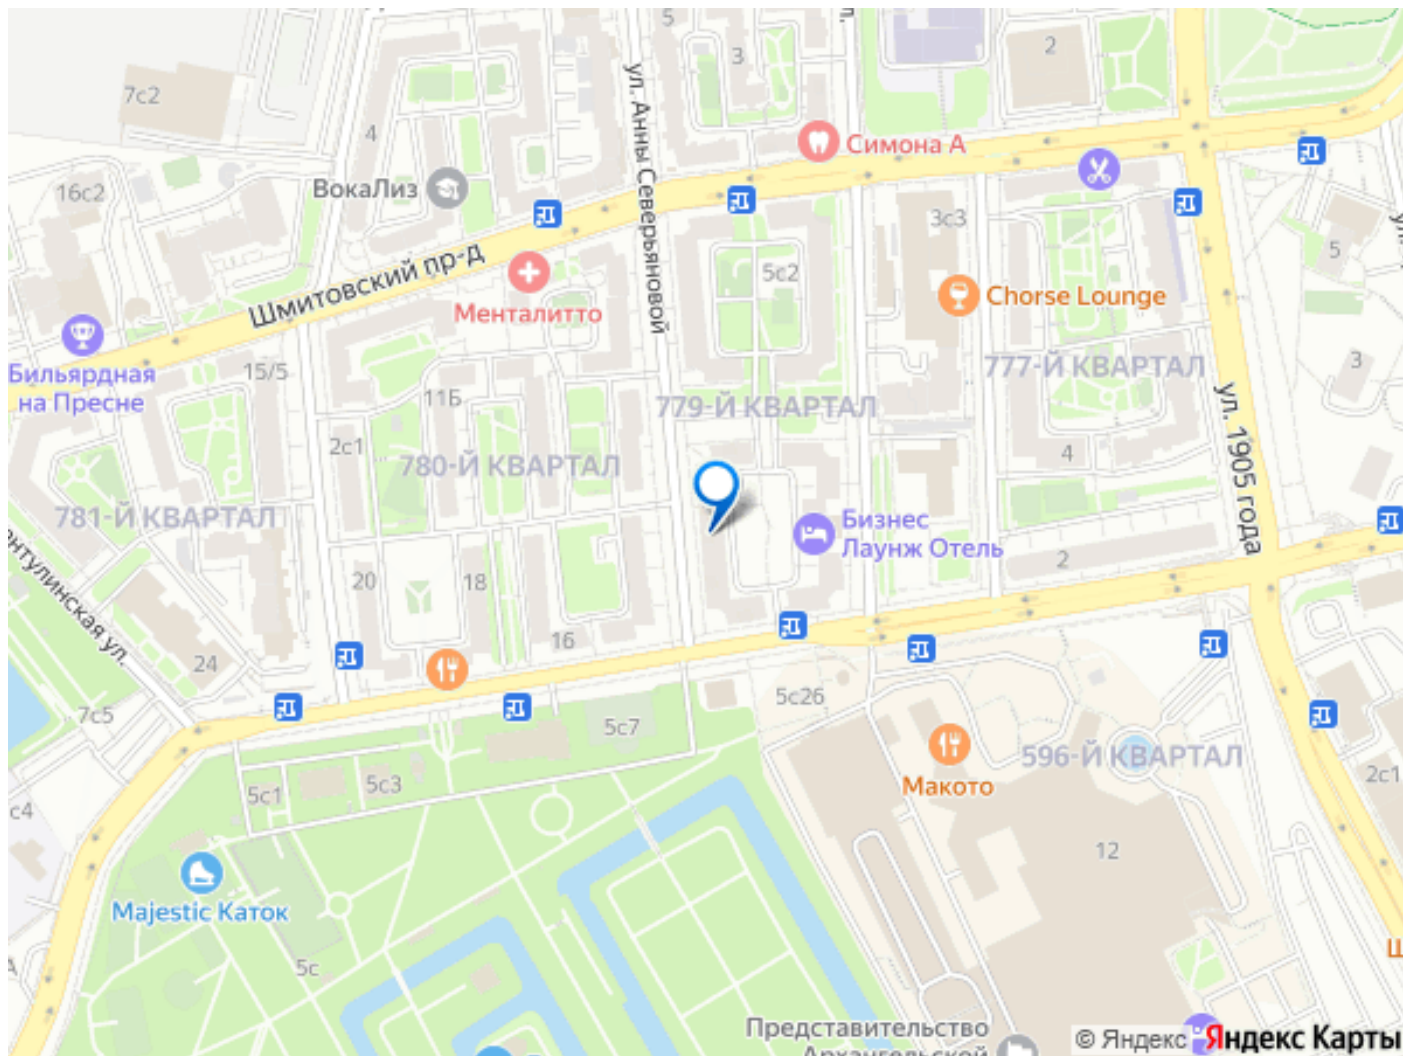 5
3
2
7с2
4
Симона А
ВокаЛиз
16с2
ул. Анны Северьяновой
3с3
5
5с2
Шмитовский пр-д
Chorse Lounge
Менталитто
Бильярдная
на Пресне
15/5
11Б
777-Й КВАРТАЛ
3
779-Й КВАРТАЛ
ул. 1905 года
2с1
780-Й КВАРТАЛ
4
781-Й КВАРТАЛ
Бизнес
Лаунж Отель
2
20
18
16
24
7с5
5с7
5с26
596-Й КВАРТАЛ
2с1
5с1
5с3
Макото
с4
12
Majestic Каток
5с
Представительство
Архангельской
© Яндекс Яндекс Карты